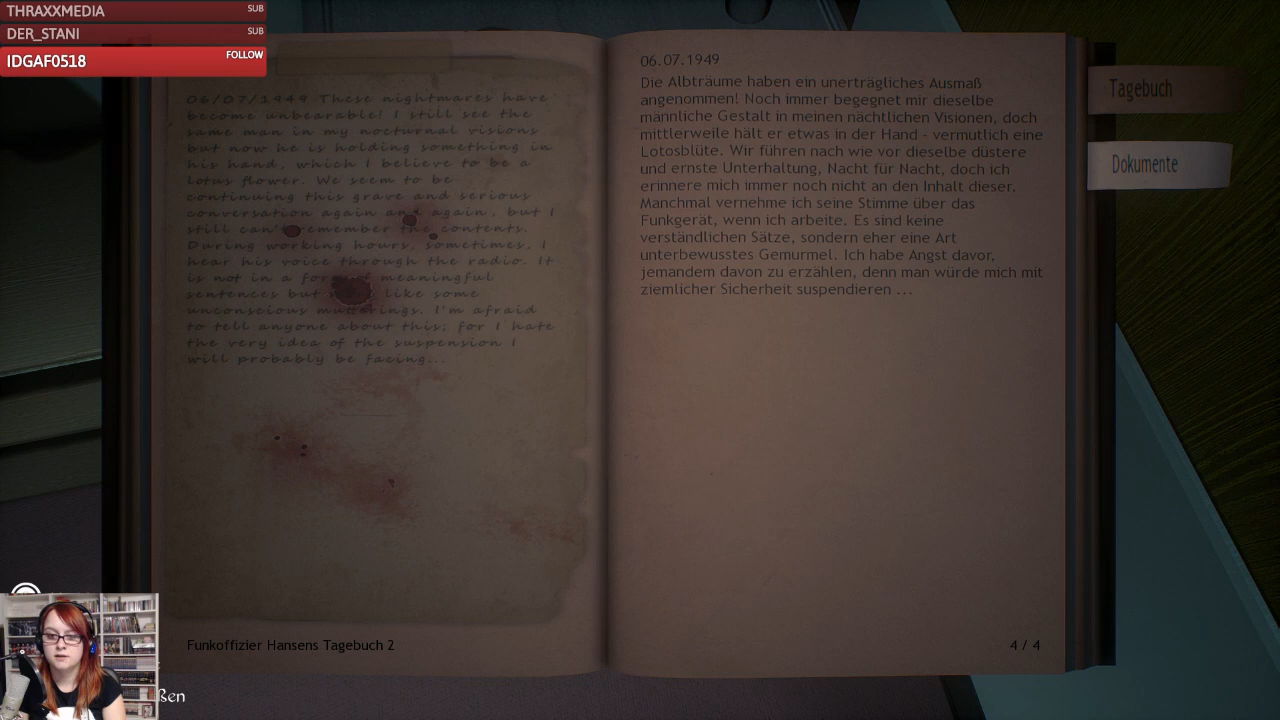 THRAXXMEDIA
SUB
DER_STANI
SUB
IDGAF0518
FOLLOW
06/07/1949 These nightmares have
become unbearable! I still see the
same man in my nocturnal visions
but now he is holding something in
his hand, which I believe to be a
lotus flower. We seem to be
continuing this grave and serious
conversation again and again, but I
still can't remember the contents.
During working hours, sometimes, I
hear his voice through the radio. It
is not in a form of meaningful
sentences but like some
unconscious mutterings. I'm afraid
to tell anyone about this; for I hate
the very idea of the suspension I
will probably be facing...
Funkoffizier Hansens Tagebuch 2
06.07.1949
Die Albträume haben ein unerträgliches Ausmaß
angenommen! Noch immer begegnet mir dieselbe
männliche Gestalt in meinen nächtlichen Visionen, doch
mittlerweile hält er etwas in der Hand - vermutlich eine
Lotosblüte. Wir führen nach wie vor dieselbe düstere
und ernste Unterhaltung, Nacht für Nacht, doch ich
erinnere mich immer noch nicht an den Inhalt dieser.
Manchmal vernehme ich seine Stimme über das
Funkgerät, wenn ich arbeite. Es sind keine
verständlichen Sätze, sondern eher eine Art
unterbewusstes Gemurmel. Ich habe Angst davor,
jemandem davon zu erzählen, denn man würde mich mit
ziemlicher Sicherheit suspendieren ...
4 / 4
Tagebuch
Dokumente
ßen